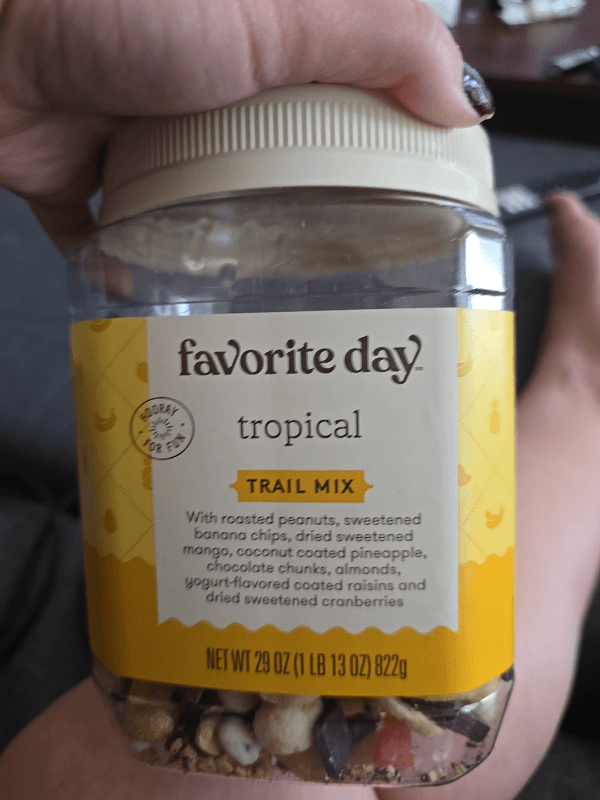 favorite day
HOORAY
FOR FUN
tropical
TRAIL MIX
With roasted peanuts, sweetened
banana chips, dried sweetened
mango, coconut coated pineapple,
chocolate chunks, almonds,
yogurt-flavored coated raisins and
dried sweetened cranberries
NET WT 29 OZ (1 LB 13 OZ) 822g